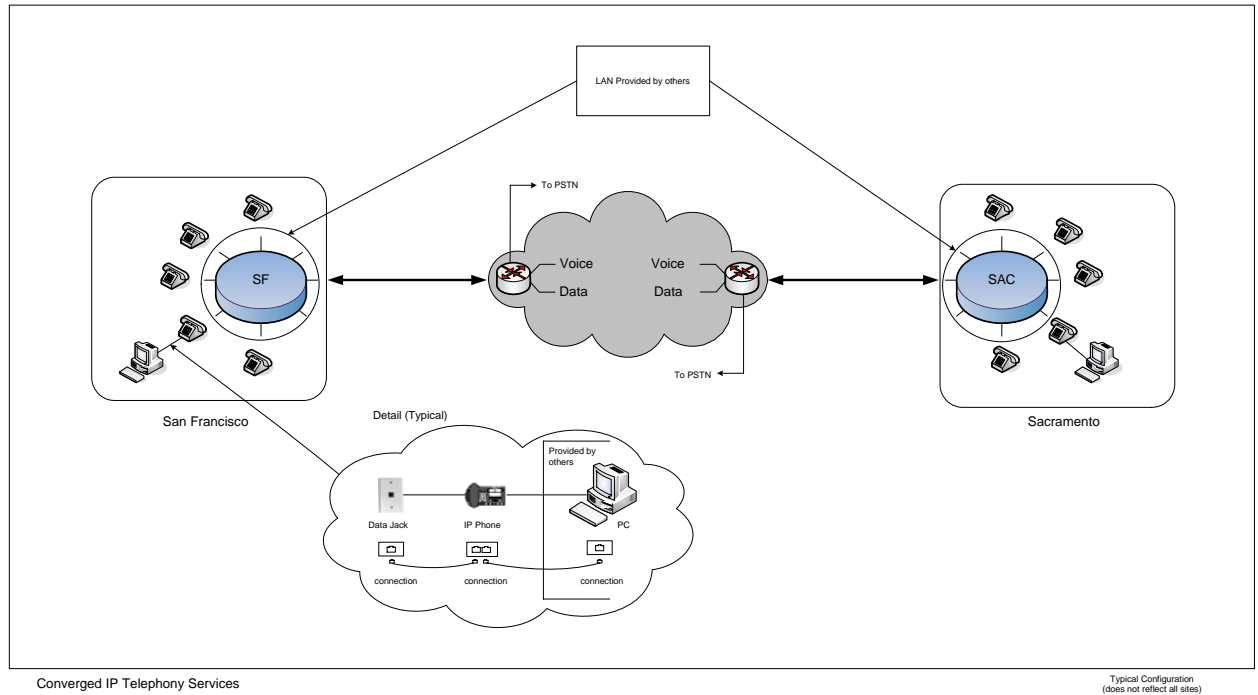 LAN Provided by others
To PSTN
Voice
Data
Voice
Data
SF
SAC
To PSTN
San Francisco
Sacramento
Detail (Typical)
Provided by
others
Data Jack
IP Phone
PC
connection
connection
connection
Converged IP Telephony Services
Typical Configuration
(does not reflect all sites)